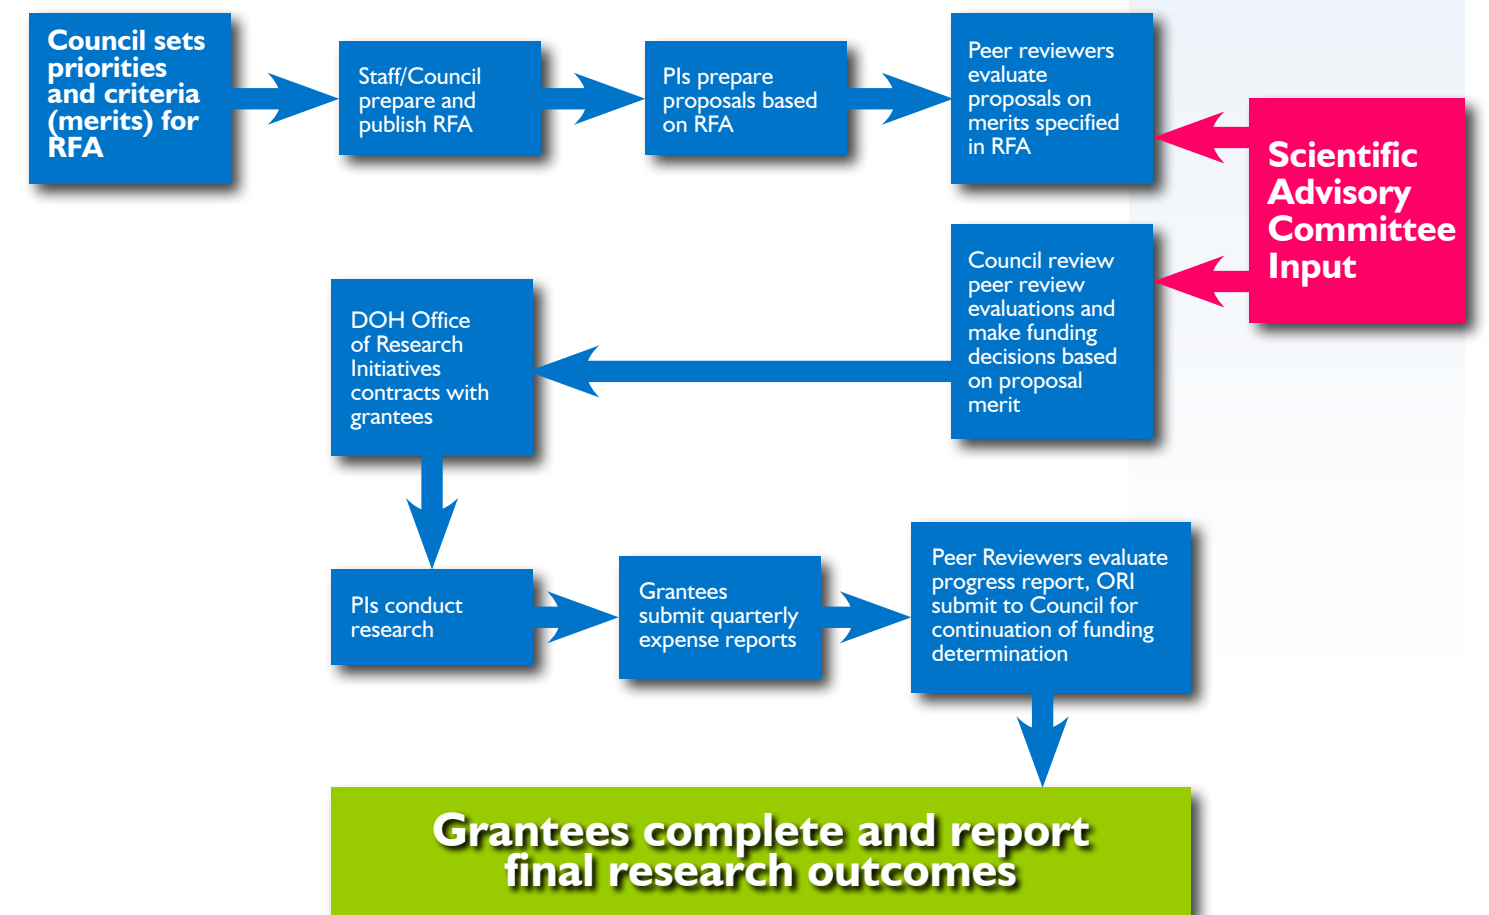 Council sets
priorities
and criteria
(merits) for
RFA
Staff/Council
prepare and
publish RFA
PIs prepare
proposals based
on RFA
Peer reviewers
evaluate
proposals on
merits specified
in RFA
Scientific
Advisory
Committee
Input
Council review
peer review
evaluations and
make funding
decisions based
on proposal
merit
DOH Office
of Research
Initiatives
contracts with
grantees
PIs conduct
research
Grantees
submit quarterly
expense reports
Peer Reviewers evaluate
progress report, ORI
submit to Council for
continuation of funding
determination
Grantees complete and report
final research outcomes